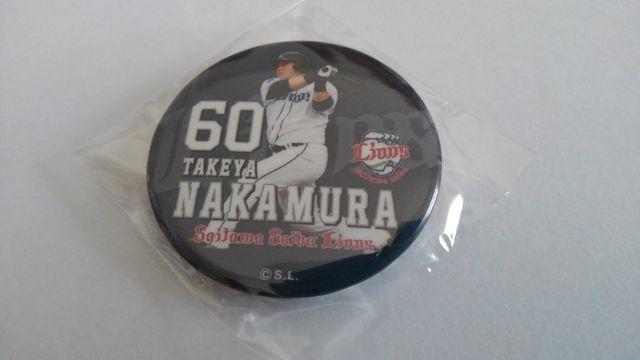 60
TAKEYA
NAKAMURA
Lions
Saitama Seibu Lions
©S.L.